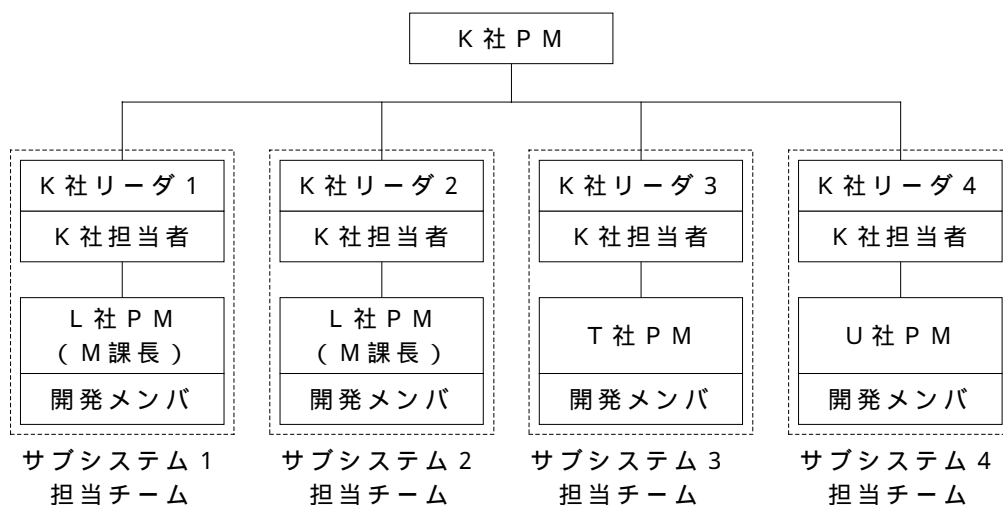 K社PM
K社リーダ1
K社担当者
L社PM
(M課長)
開発メンバ
サブシステム1
担当チーム
K社リーダ2
K社担当者
L社PM
(M課長)
開発メンバ
サブシステム2
担当チーム
K社リーダ3
K社担当者
T社PM
開発メンバ
サブシステム3
担当チーム
K社リーダ4
K社担当者
U社PM
開発メンバ
サブシステム4
担当チーム